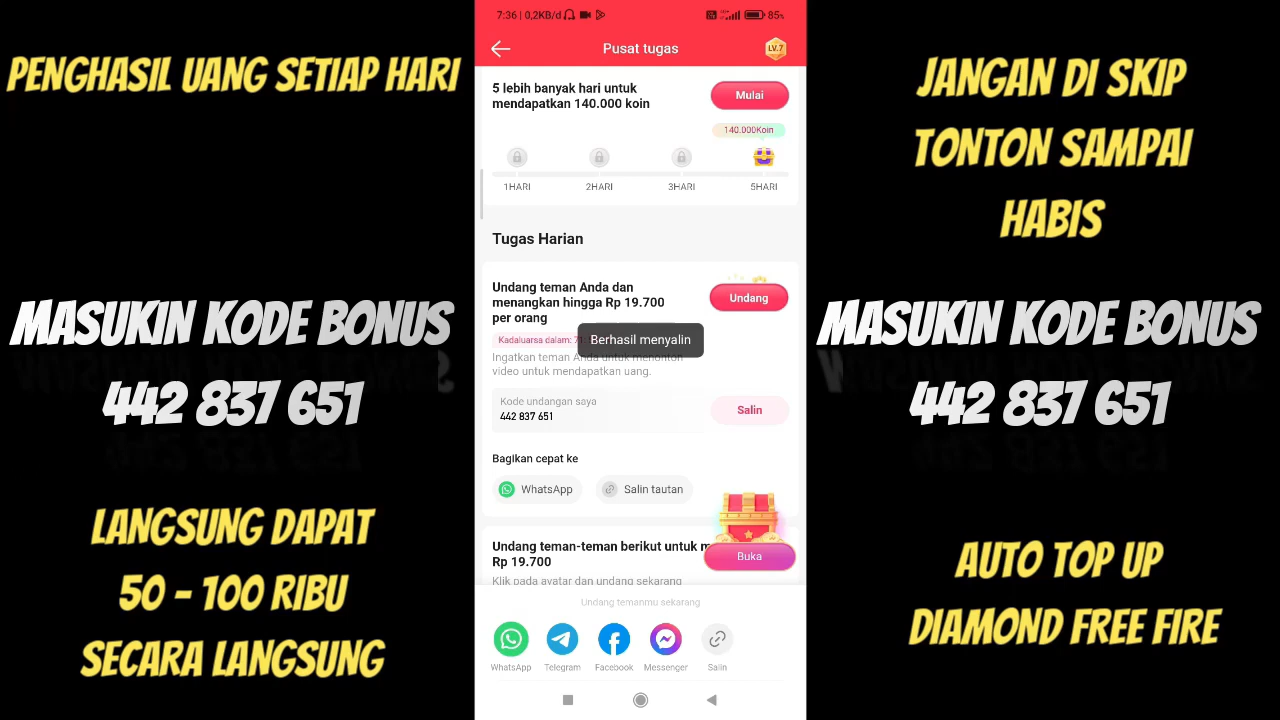 PENGHASIL UANG SETIAP HARI
MASUKIN KODE BONUS
442 837 651
LANGSUNG DAPAT
50 - 100 RIBU
SECARA LANGSUNG
7:36 | 0,2KB/d
85%
Pusat tugas
LV.7
5 lebih banyak hari untuk
mendapatkan 140.000 koin
Mulai
140.000Koin
1HARI
2HARI
3HARI
5HARI
Tugas Harian
Undang teman Anda dan
menangkan hingga Rp 19.700
per orang
Undang
Kadaluarsa dalam:
Berhasil menyalin
Ingatkan teman Anda untuk menonton
video untuk mendapatkan uang.
Kode undangan saya
442 837 651
Salin
Bagikan cepat ke
WhatsApp
Salin tautan
Undang teman-teman berikut untuk
Rp 19.700
Buka
Klik pada avatar dan undang sekarang
Undang temanmu sekarang
WhatsApp
Telegram
Facebook
Messenger
Salin
JANGAN DI SKIP
TONTON SAMPAI
HABIS
MASUKIN KODE BONUS
442 837 651
AUTO TOP UP
DIAMOND FREE FIRE